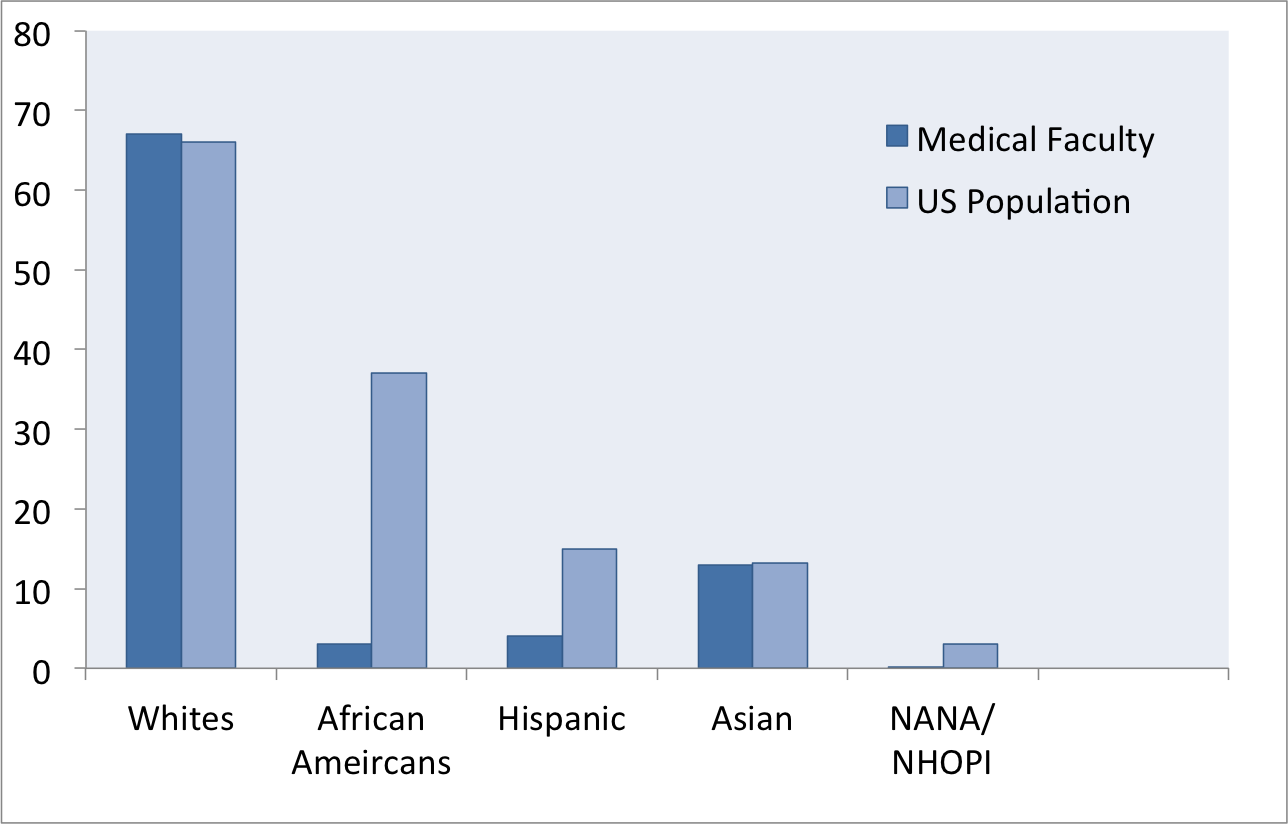 80
70
60
50
40
30
20
10
0
Medical Faculty
US Population
Whites
African
Ameircans
Hispanic
Asian
NANA/
NHOPI